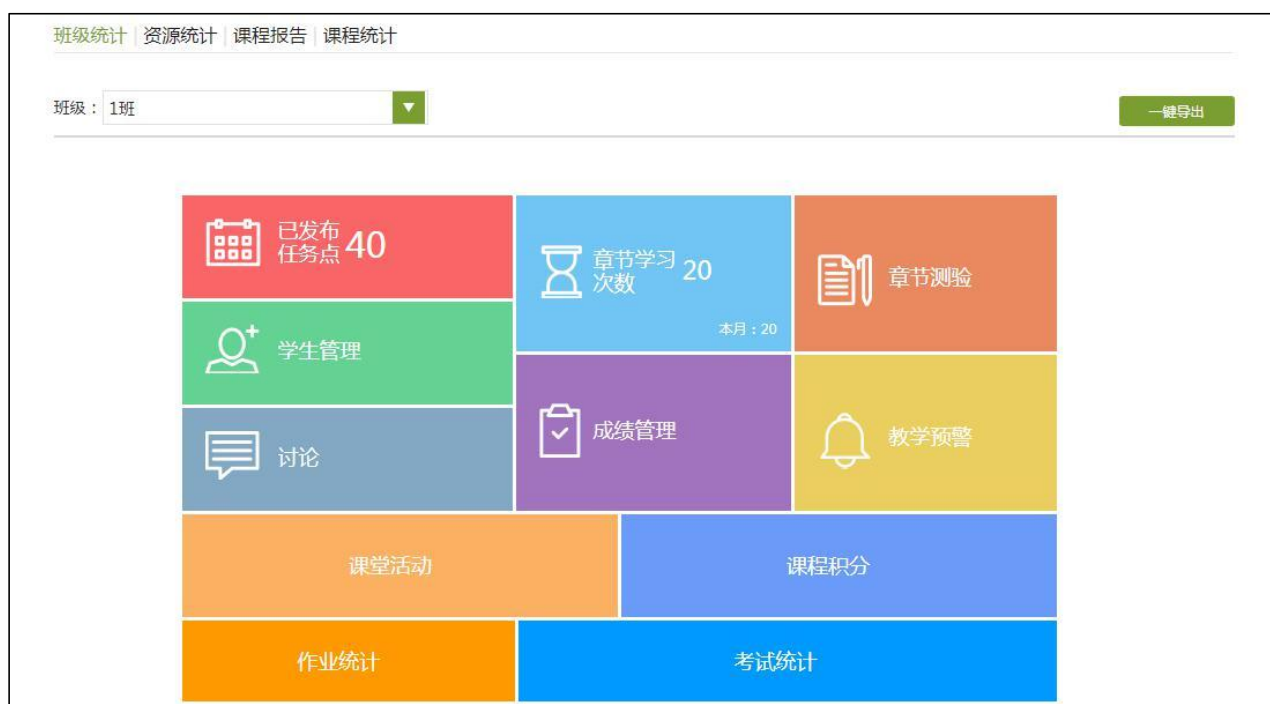 班级统计 资源统计 课程报告 课程统计
班级：1班
一键导出
已发布
任务点 40
章节学习
次数 20
本月：20
章节测验
学生管理
讨论
成绩管理
教学预警
课堂活动
课程积分
作业统计
考试统计